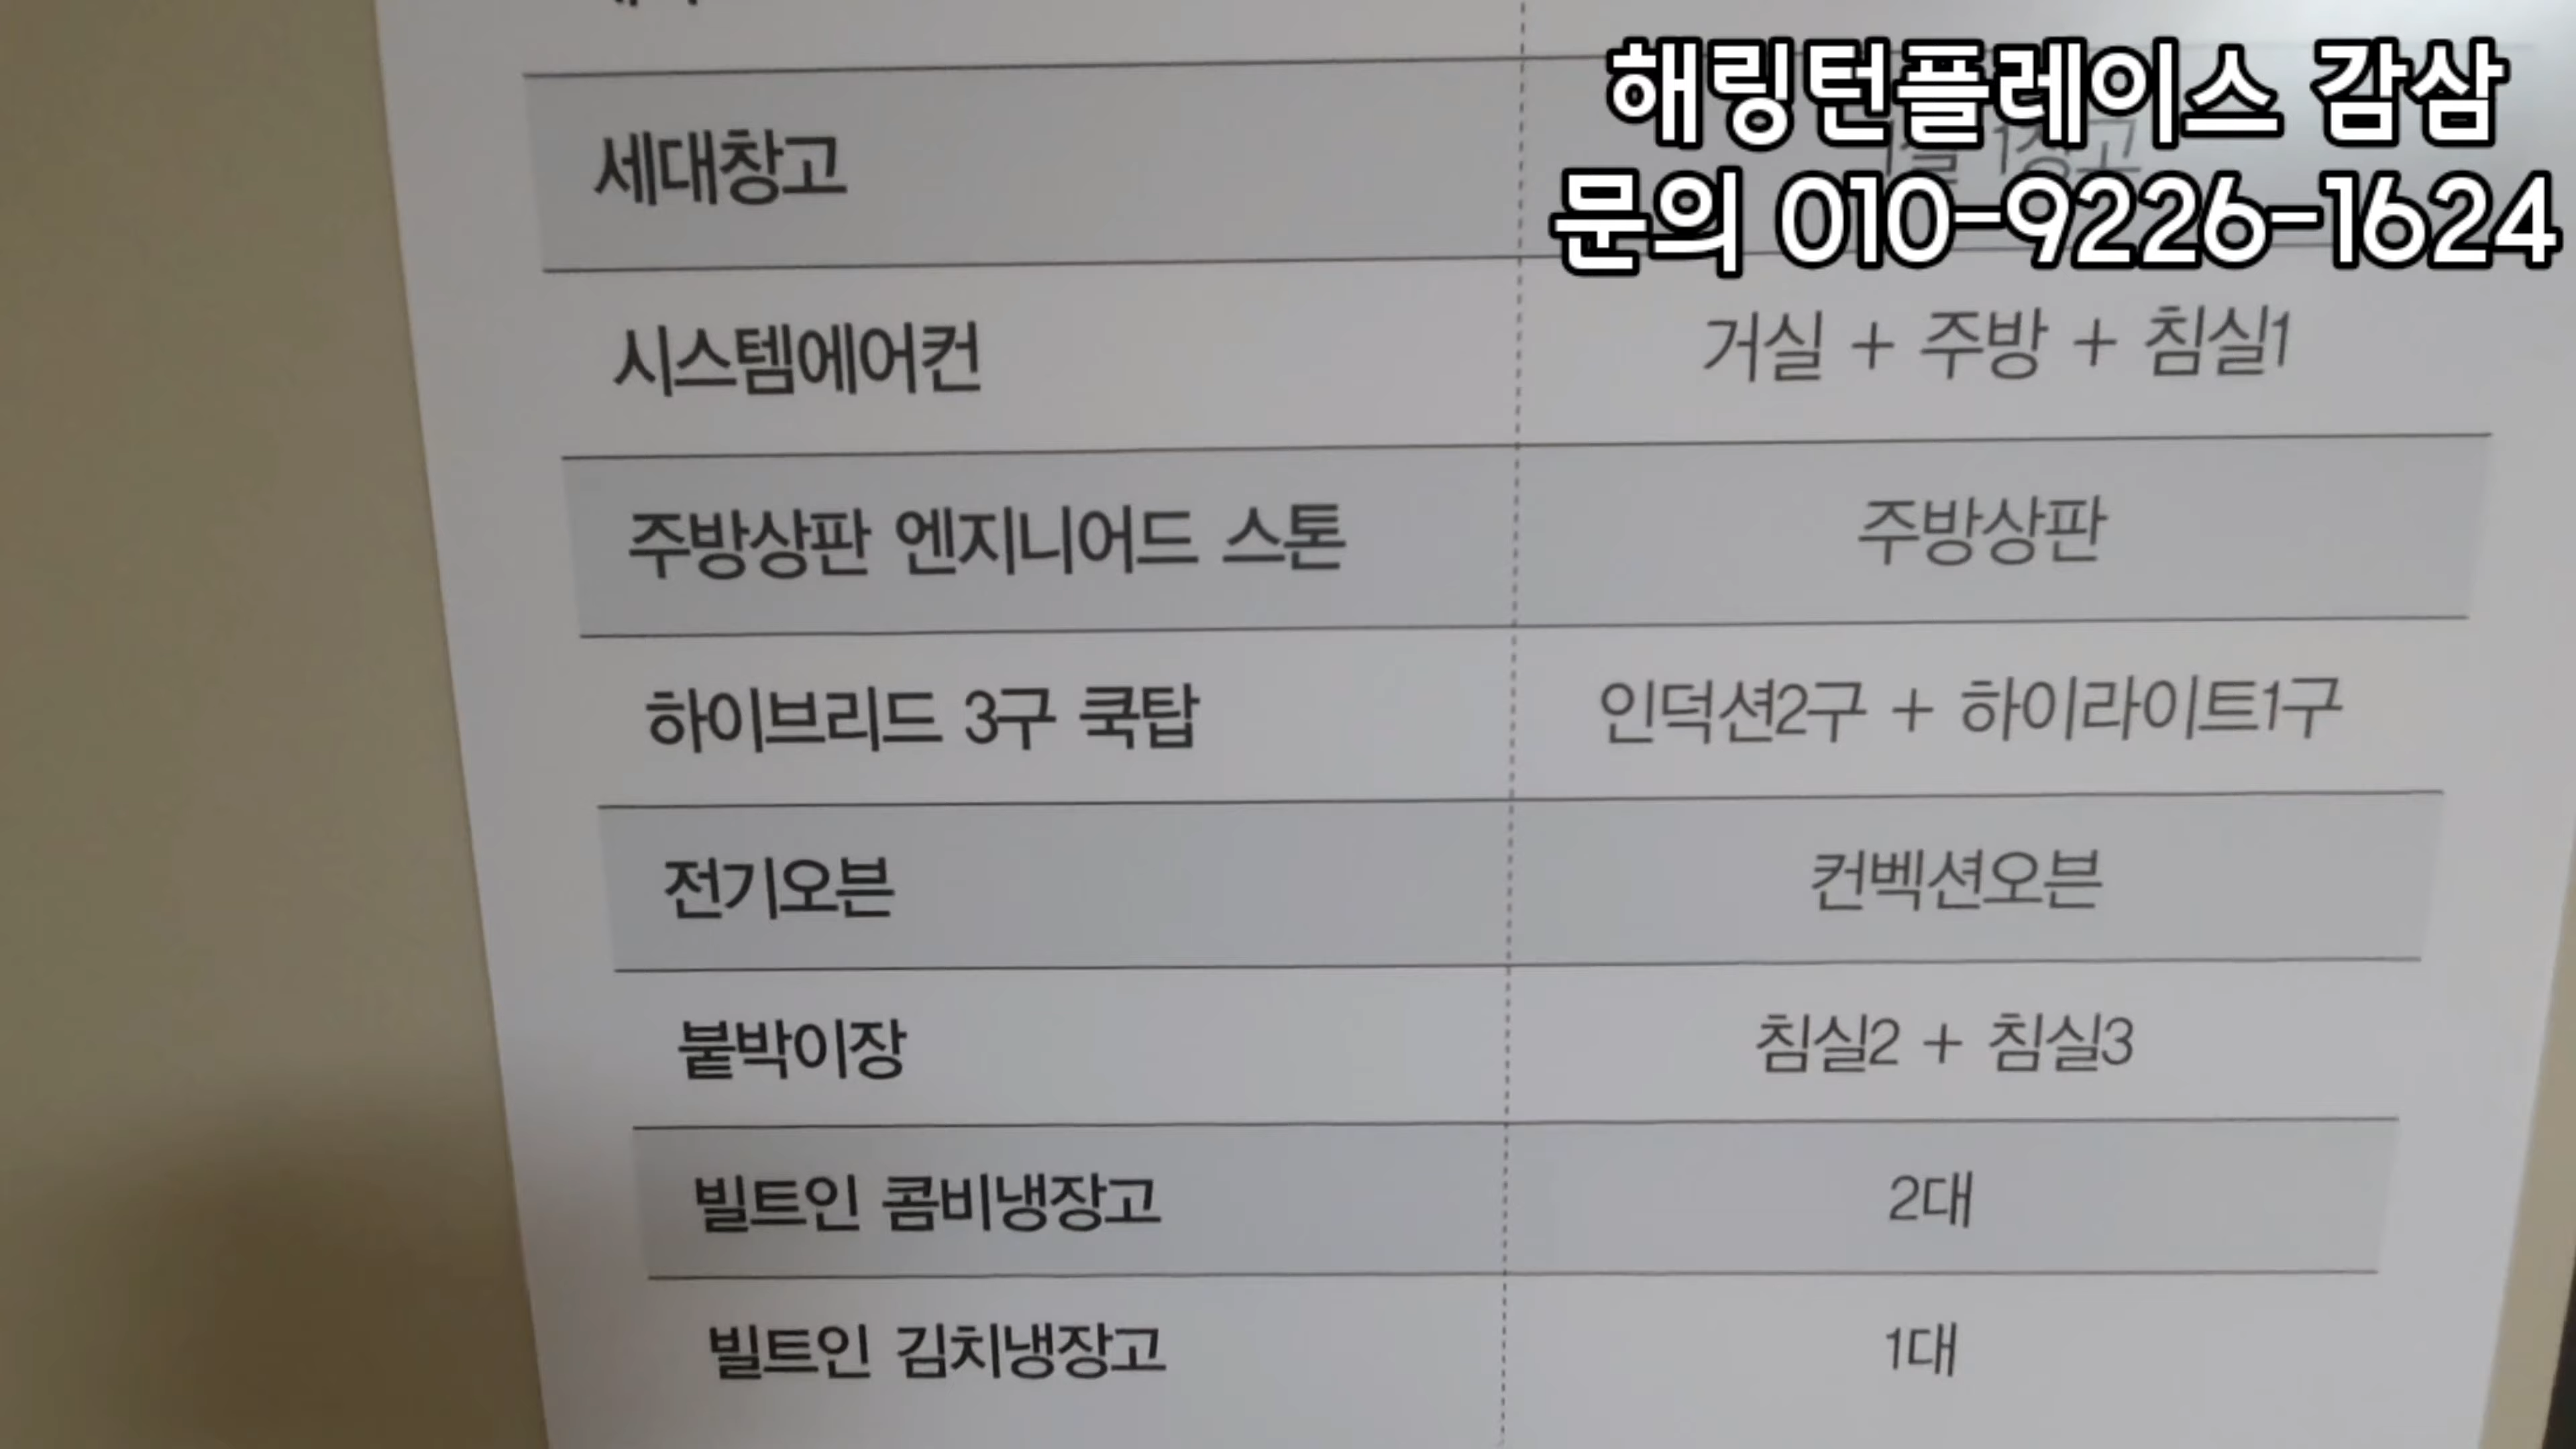 해링턴플레이스 감삼
문의 010-9226-1624
세대창고
시스템에어컨 거실 + 주방 + 침실1
주방상판 엔지니어드 스톤 주방상판
하이브리드 3구 쿡탑 인덕션2구 + 하이라이트1구
전기오븐 컨벡션오븐
붙박이장 침실2 + 침실3
빌트인 콤비냉장고 2대
빌트인 김치냉장고 1대